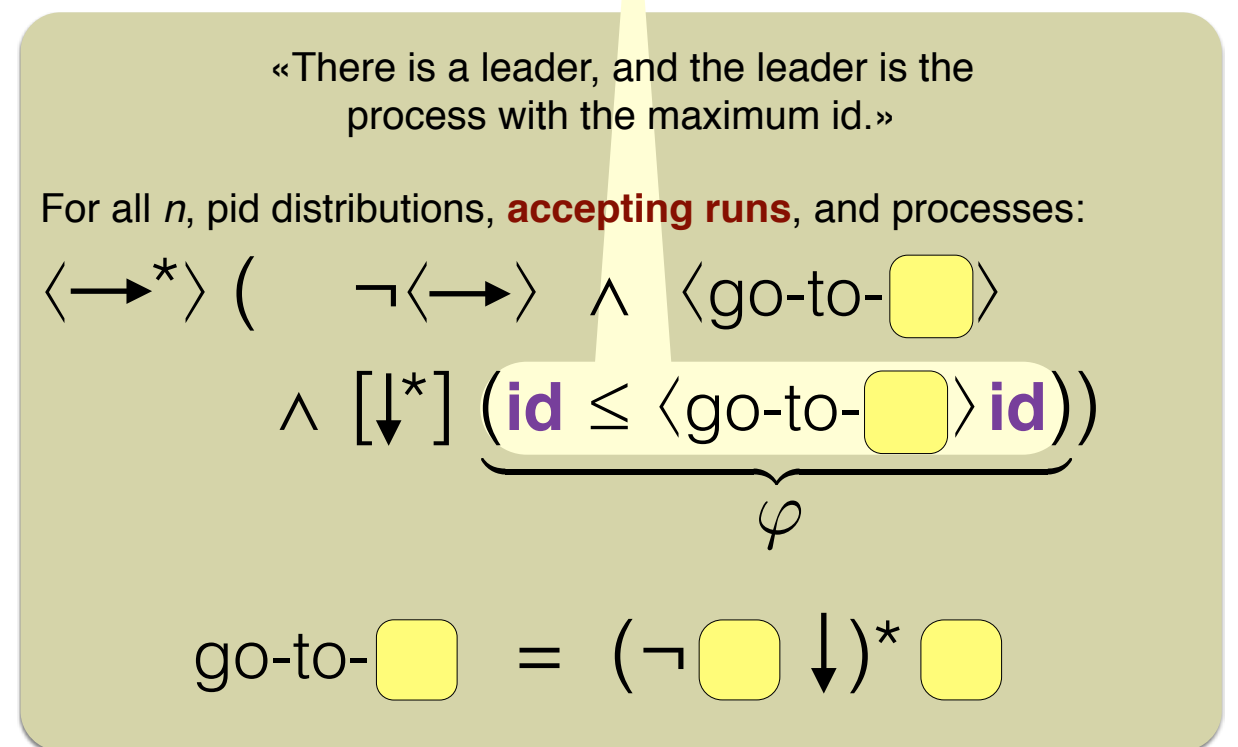 «There is a leader, and the leader is the
process with the maximum id.»
For all n, pid distributions, accepting runs, and processes:
⟨→*⟩ ( ¬⟨→⟩ ∧ ⟨go-to-🟨⟩
∧ [↓*] (id ≤ ⟨go-to-🟨⟩id))
φ
go-to-🟨 = (¬🟨 ↓)* 🟨